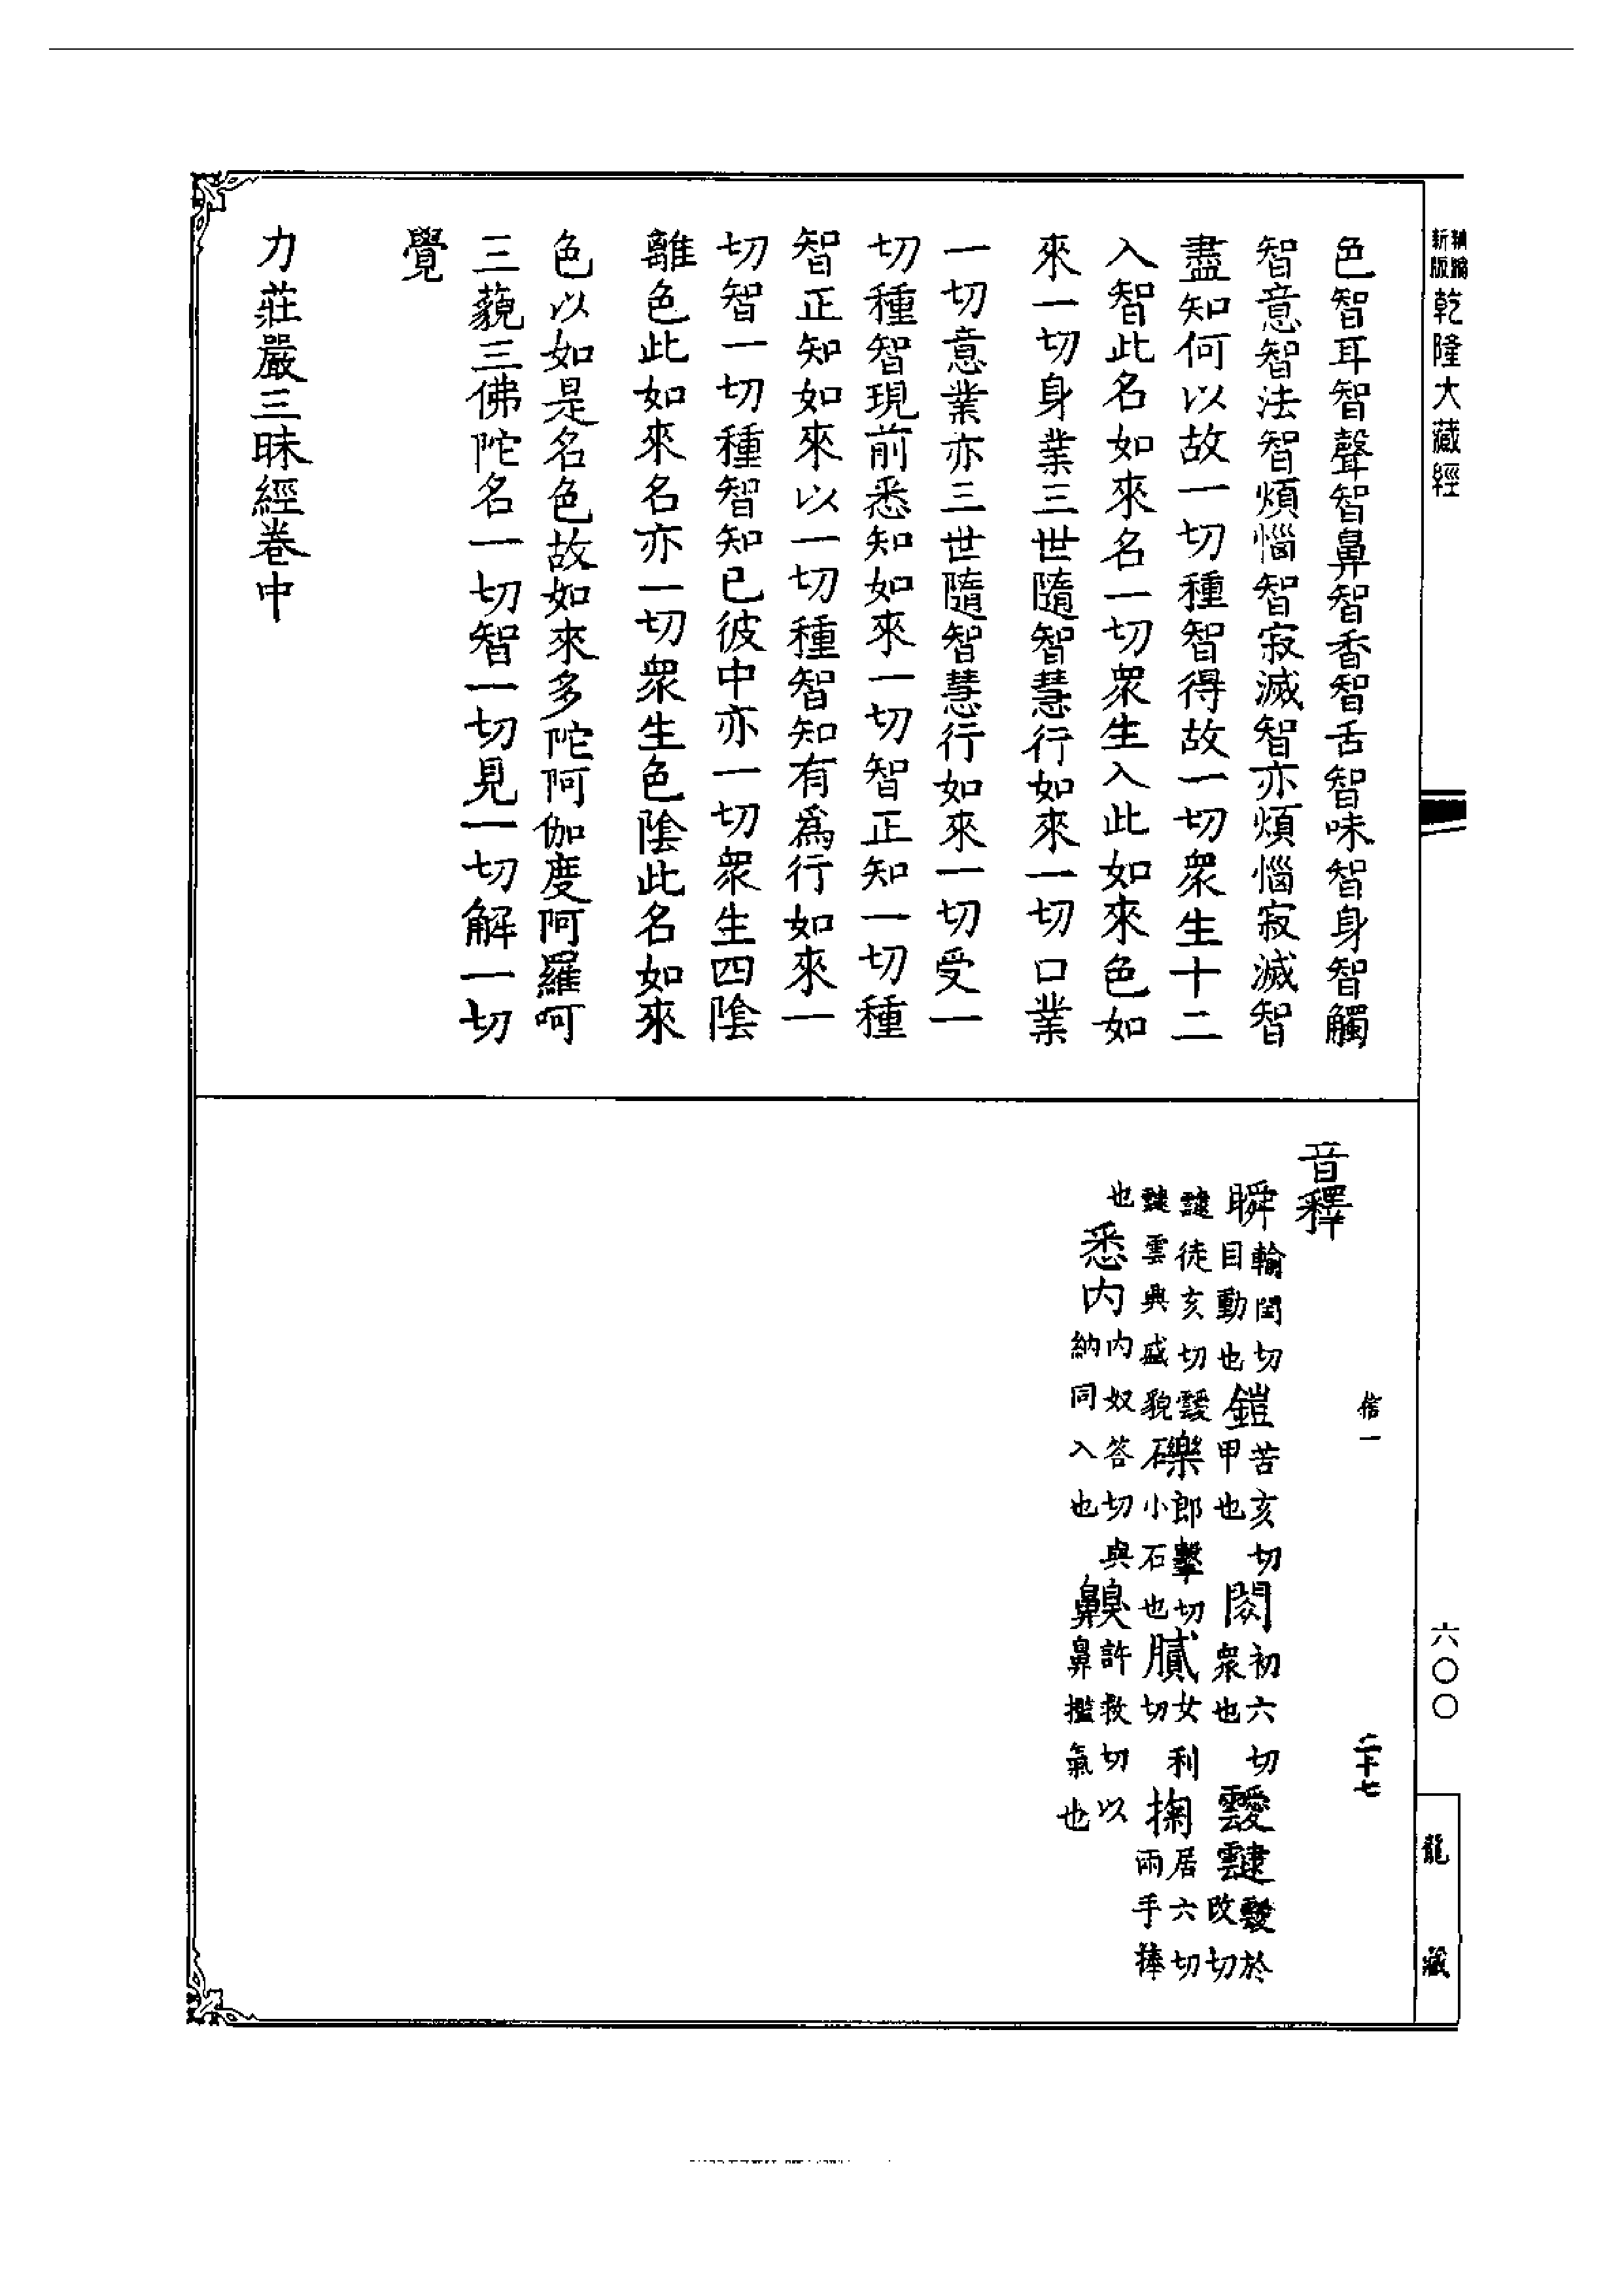 新版
乾隆大藏經
色智耳智聲智鼻智香智舌智味智身智觸
智意智法智煩惱智寂滅智亦煩惱寂滅智
盡知何以故一切種智得故一切衆生十二
入智此名如來名一切衆生入此如來色如
來一切身業三世隨智慧行如來一切口業
一切意業亦三世隨智慧行如來一切受一
切種智現前悉知如來一切智正知一切種
智正知如來以一切種智知有爲行如來一
切智一切種智知已彼中亦一切衆生四陰
離色此如來名亦一切衆生色陰此名如來
色以如是名色故如來多陀阿伽度阿羅呵
三藐三佛陀名一切智一切見一切解一切
覺
力莊嚴三昧經卷中
信一
二十七
六〇〇
龍藏
音釋
瞬輸閏切目動也 鎧苦亥切甲也 閦初六切衆也 靉靆靉於改切
靆徒亥切靉靆雲興盛貌 礫郎擊切小石也 膩女利切 掬居六切兩手捧
也 悉内内奴答切與納同入也 齅許救切以鼻擥氣也